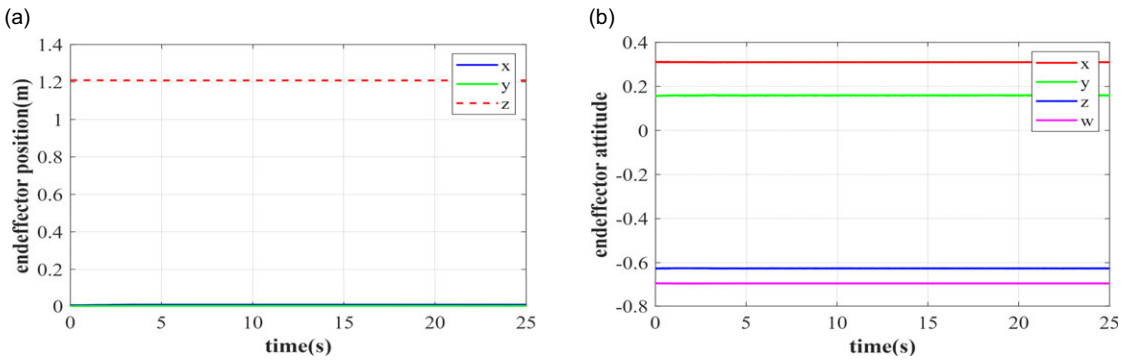 (a)
1.4
1.2
1
0.8
0.6
0.4
0.2
0
endeffector position(m)
x
y
z
0 5 10 15 20 25
time(s)
(b)
0.4
0.2
0
-0.2
-0.4
-0.6
-0.8
endeffector attitude
x
y
z
w
0 5 10 15 20 25
time(s)